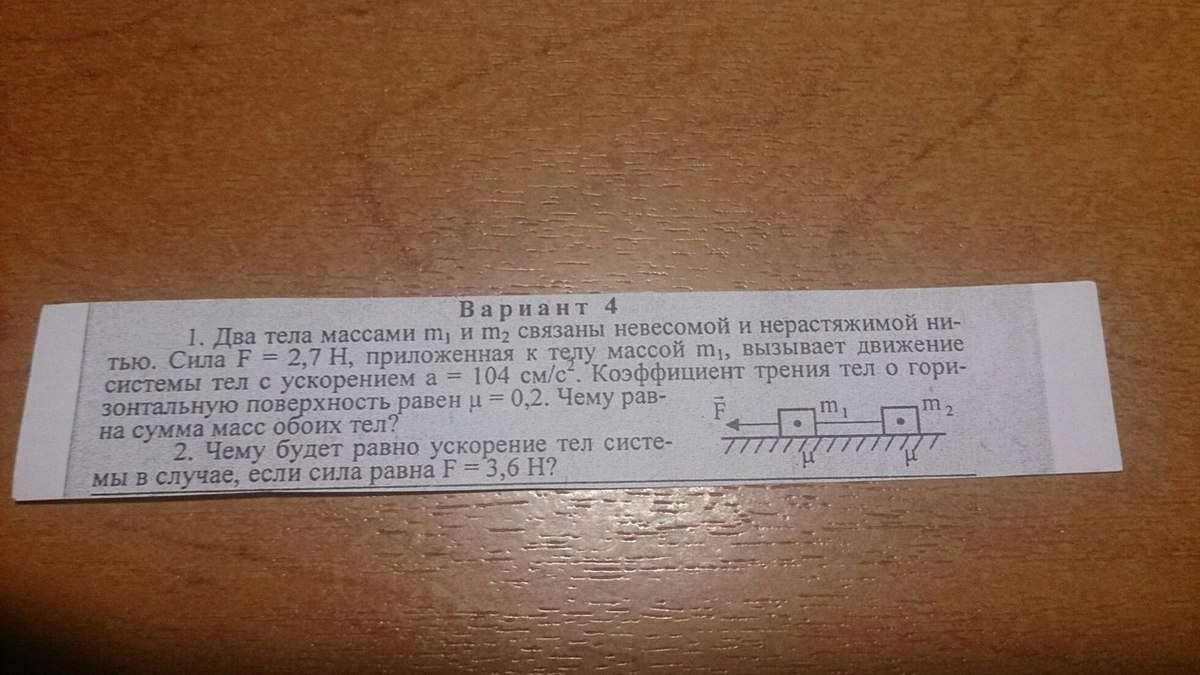 Вариант 4
1. Два тела массами m₁ и m₂ связаны невесомой и нерастяжимой ни-
тью. Сила F = 2,7 Н, приложенная к телу массой m₁, вызывает движение
системы тел с ускорением a = 104 см/с². Коэффициент трения тел о гори-
зонтальную поверхность равен μ = 0,2. Чему рав-
на сумма масс обоих тел?
2. Чему будет равно ускорение тел систе-
мы в случае, если сила равна F = 3,6 Н?
F⃗ m₁ m₂
μ μ